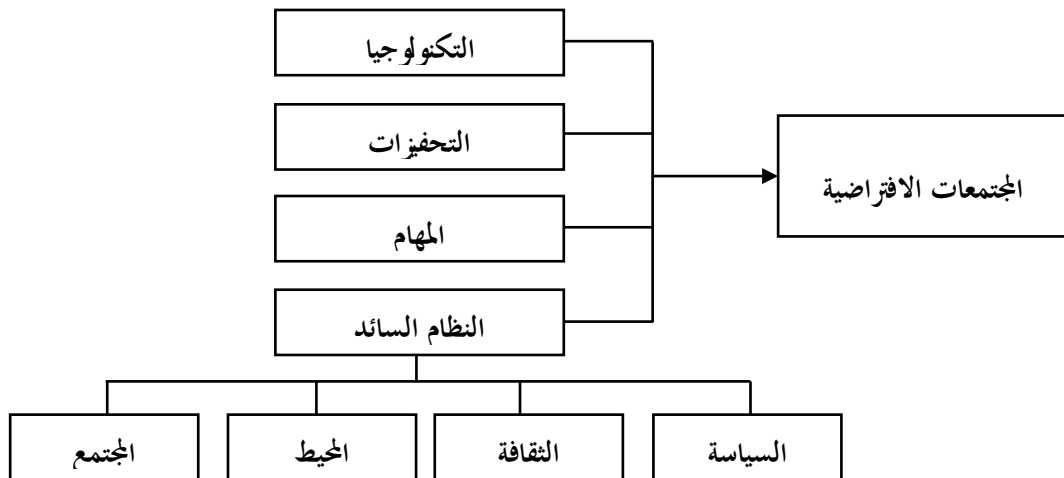 التكنولوجيا
التحفيزات
المجتمعات الافتراضية
المهام
النظام السائد
السياسة
الثقافة
المحيط
المجتمع